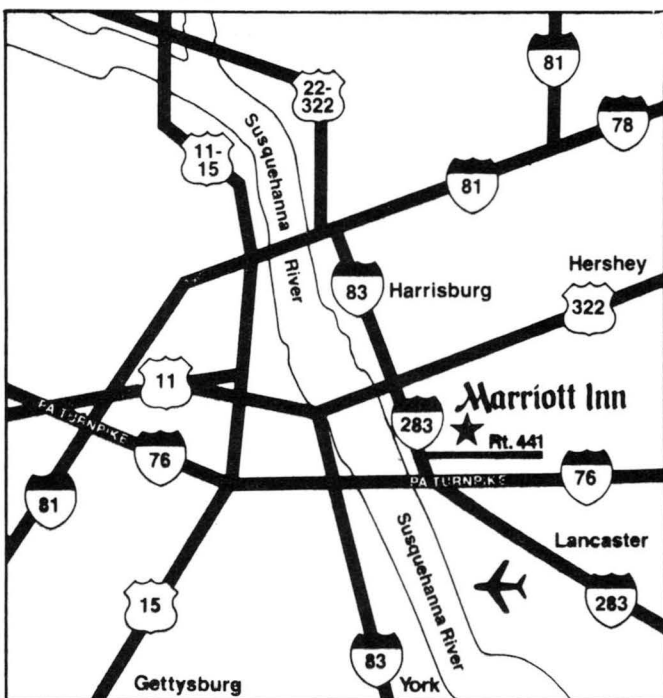 81
22-
322
78
Susquehanna
River
11-
15
81
Hershey
83
Harrisburg
322
11
Marriott Inn
283
Rt. 441
PA TURNPIKE
76
PA TURNPIKE
76
81
Susquehanna River
Lancaster
15
283
83
Gettysburg
York